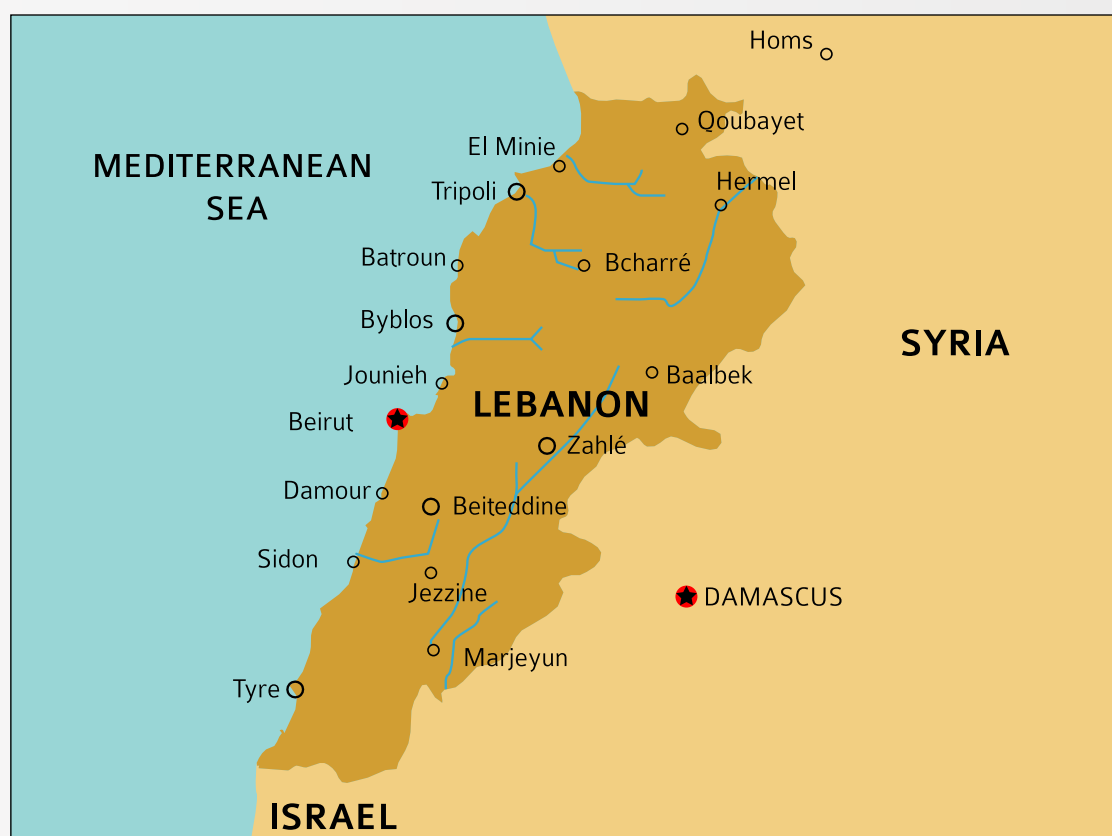 Homs
Qoubayet
El Minie
MEDITERRANEAN
SEA
Tripoli
Hermel
Batroun
Bcharré
Byblos
SYRIA
Jounieh
Baalbek
LEBANON
Beirut
Zahlé
Damour
Beiteddine
Sidon
Jezzine
DAMASCUS
Marjeyun
Tyre
ISRAEL